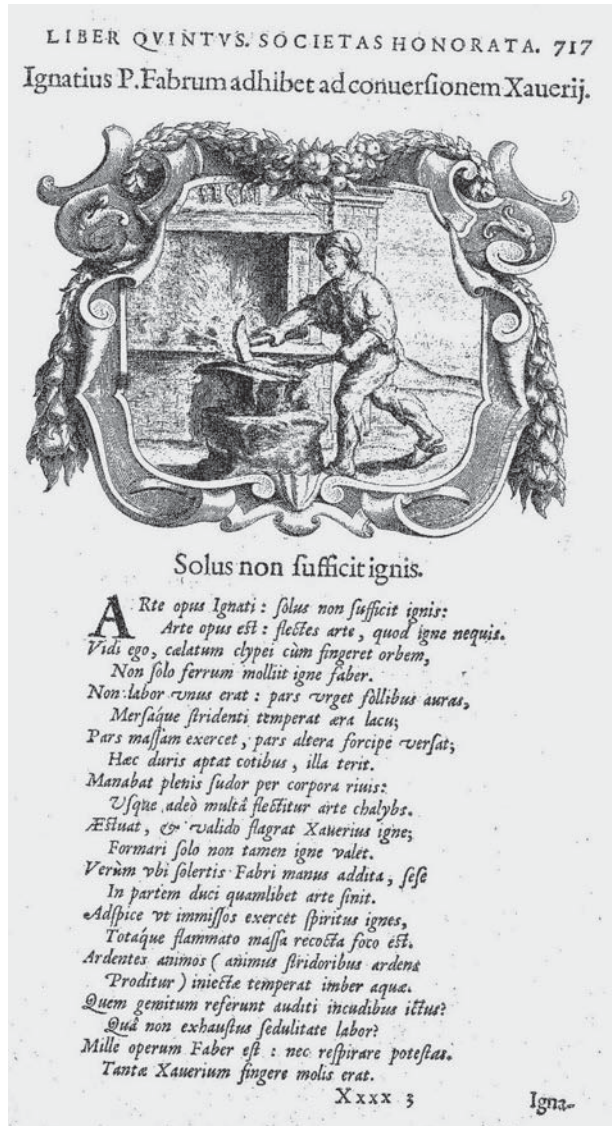 LIBER QVINTVS. SOCIETAS HONORATA. 717
Ignatius P. Fabrum adhibet ad conuersionem Xauerij.
Solus non sufficit ignis.
ARte opus Ignati: solus non sufficit ignis:
Arte opus est: flectes arte, quod igne nequis.
Vidi ego, cælatum clypei cùm fingeret orbem,
Non solo ferrum molliit igne faber.
Non labor vnus erat: pars vrget follibus auras,
Mersáque stridenti temperat æra lacu;
Pars massam exercet, pars altera forcipe versat;
Hæc duris aptat cotibus, illa terit.
Manabat plenis sudor per corpora riuis:
Vsque adeò multâ flectitur arte chalybs.
Æstuat, & valido flagrat Xauerius igne;
Formari solo non tamen igne valet.
Verùm vbi solertis Fabri manus addita, sese
In partem duci quamlibet arte sinit.
Adspice vt immissos exercet spiritus ignes,
Totáque flammato massa recocta foco est.
Ardentes animos (animus stridoribus ardens
Proditur) iniectæ temperat imber aquæ.
Quem gemitum referunt auditi incudibus ictus?
Quâ non exhaustus sedulitate labor?
Mille operum Faber est: nec respirare potestas.
Tantæ Xauerium fingere molis erat.
Xxxx 3 Igna-